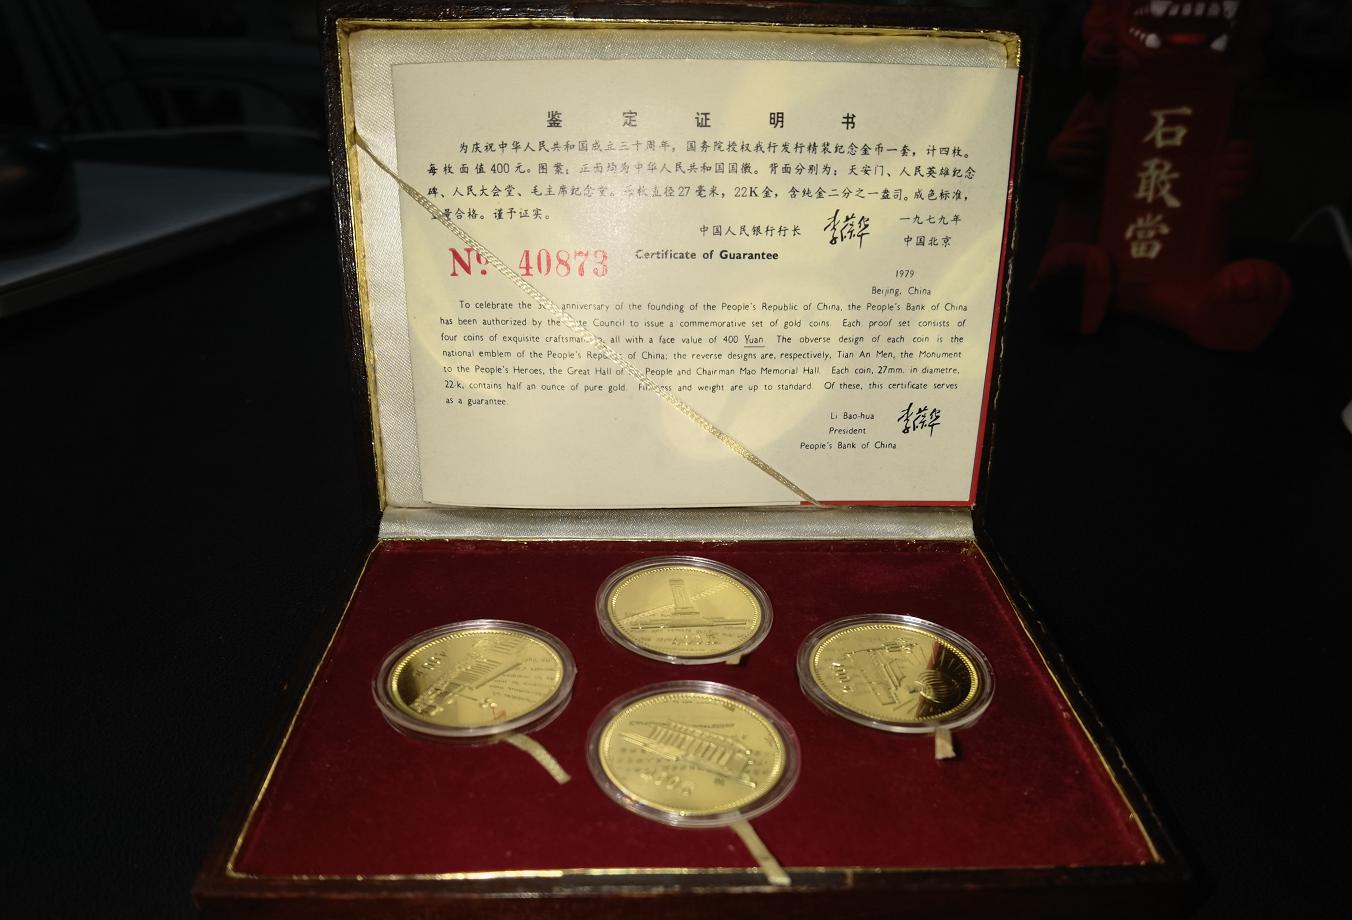 鉴定证明书
为庆祝中华人民共和国成立三十周年，国务院授权我行发行精装纪念金币一套，计四枚。
每枚面值400元。图案：正面均为中华人民共和国国徽。背面分别为：天安门、人民英雄纪念
碑、人民大会堂、毛主席纪念堂。每枚直径27毫米，22K金，含纯金二分之一盎司。成色标准，
量合格。谨予证实。
中国人民银行行长 李葆华 一九七九年
中国北京
Nº 40873
Certificate of Guarantee
1979
Beijing, China
To celebrate the anniversary of the founding of the People's Republic of China, the People's Bank of China
has been authorized by the State Council to issue a commemorative set of gold coins. Each proof set consists of
four coins of exquisite craftsmanship, all with a face value of 400 Yuan. The obverse design of each coin is the
national emblem of the People's Republic of China; the reverse designs are, respectively, Tian An Men, the Monument
to the People's Heroes, the Great Hall of People and Chairman Mao Memorial Hall. Each coin, 27mm. in diametre,
22 k, contains half an ounce of pure gold. Fineness and weight are up to standard. Of these, this certificate serves
as a guarantee.
Li Bao-hua 李葆华
President
People's Bank of China
石敢當